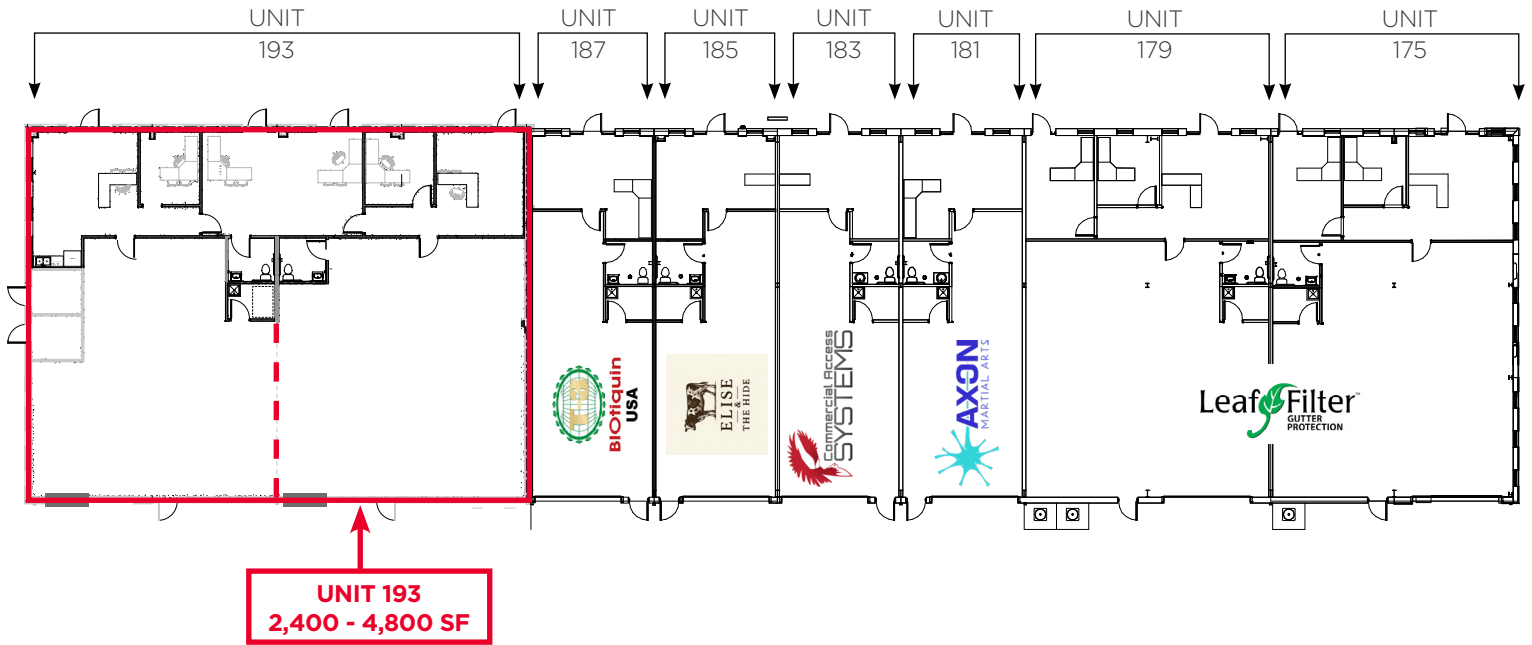 UNIT
193
UNIT
187
UNIT
185
UNIT
183
UNIT
181
UNIT
179
UNIT
175
BIOtiquin
USA
ELISE
&
THE HIDE
Commercial Access
SYSTEMS
AXON
MARTIAL ARTS
LeafFilter™
GUTTER
PROTECTION
UNIT 193
2,400 - 4,800 SF